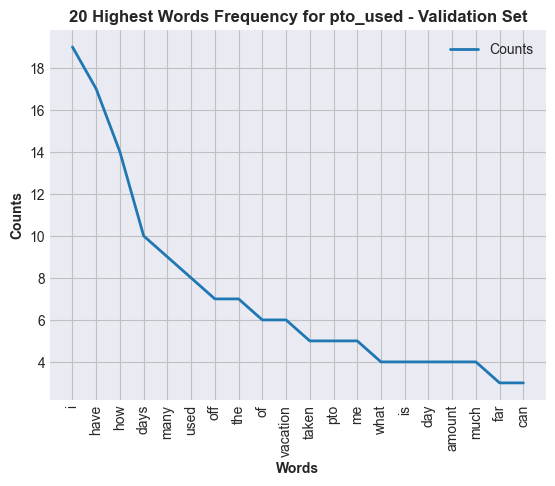 20 Highest Words Frequency for pto_used - Validation Set
Counts
18
16
14
12
10
8
6
4
Counts
i
have
how
days
many
used
off
the
of
vacation
taken
pto
me
what
is
day
amount
much
far
can
Words